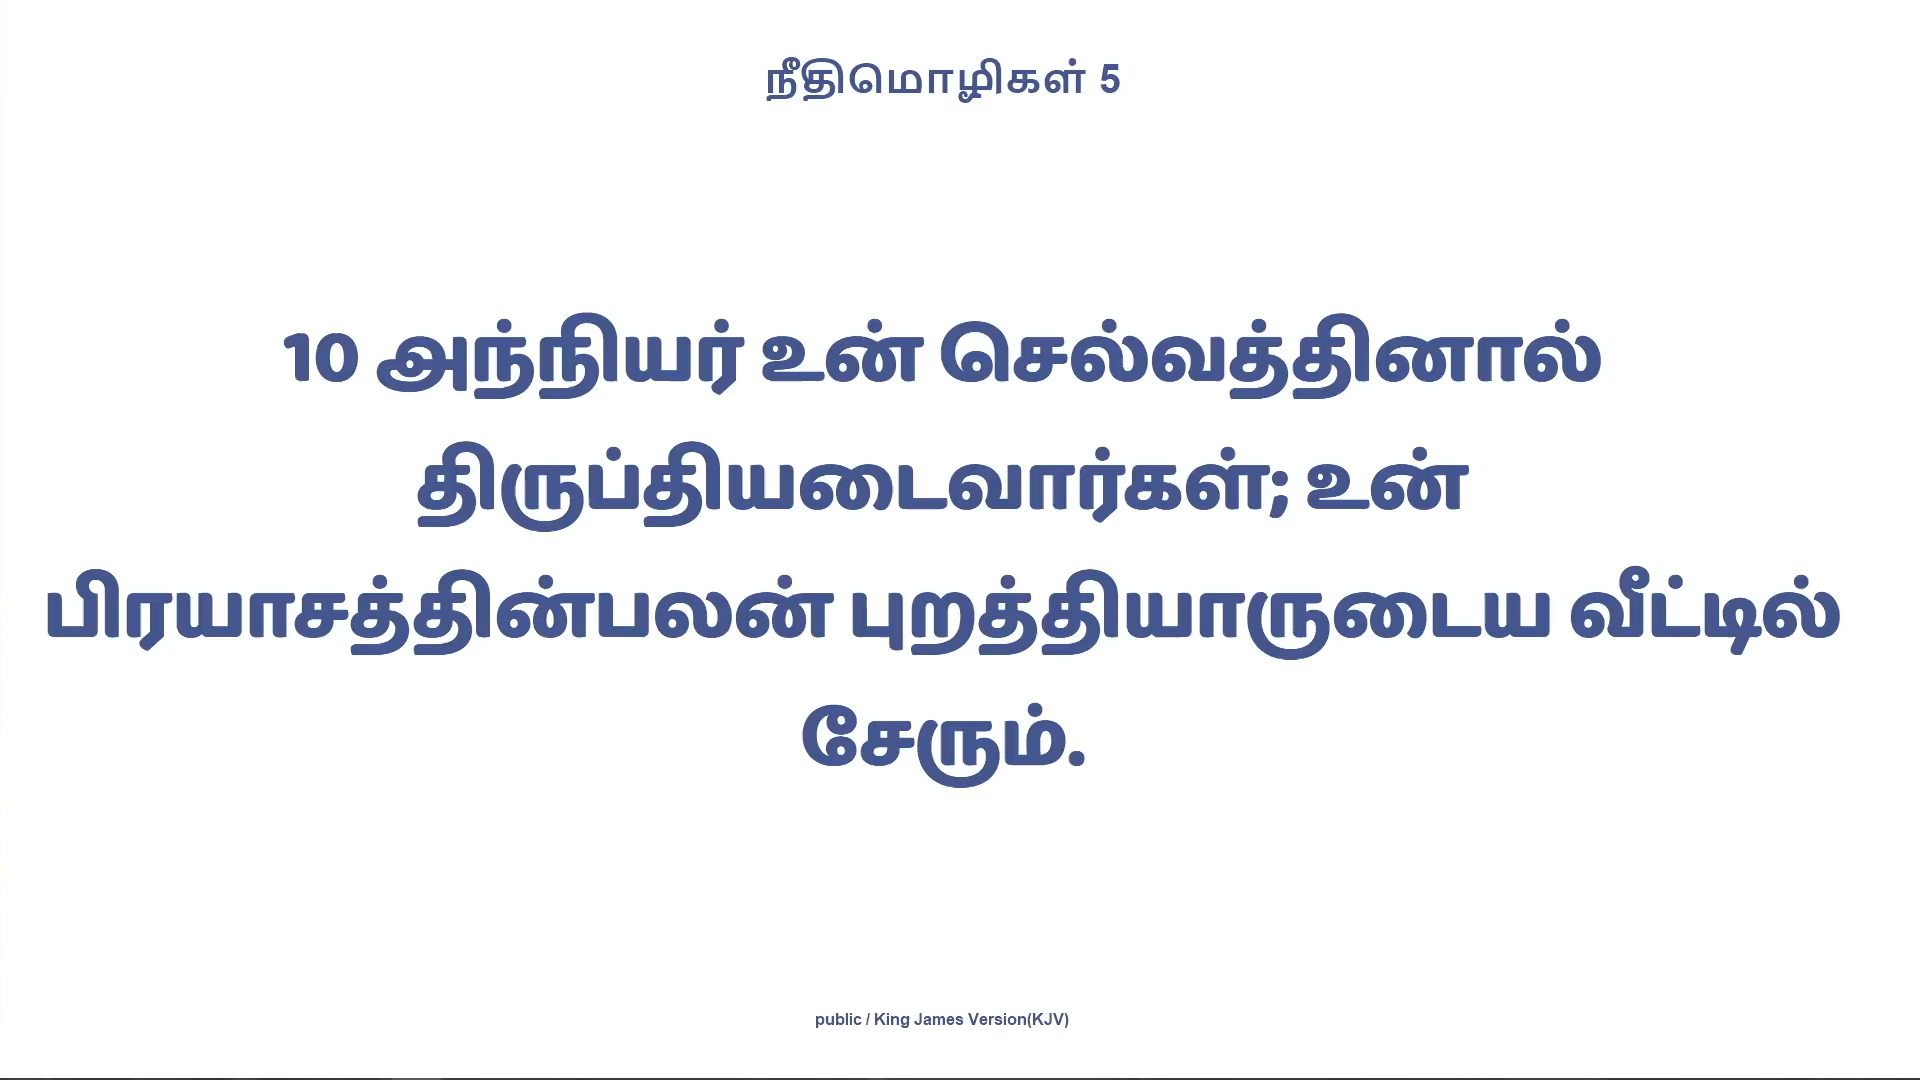 நீதிமொழிகள் 5
10 அந்நியர் உன் செல்வத்தினால்
திருப்தியடைவார்கள்; உன்
பிரயாசத்தின்பலன் புறத்தியாருடைய வீட்டில்
சேரும்.
public / King James Version(KJV)